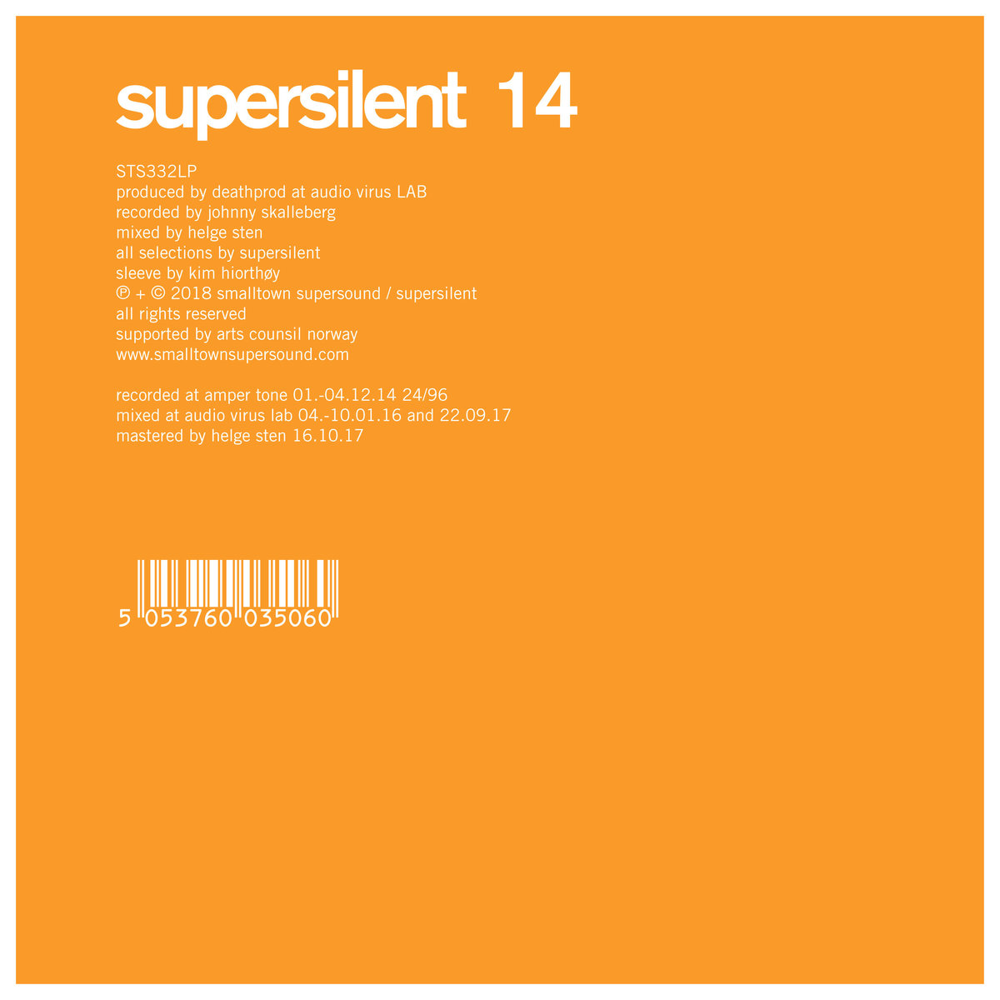 supersilent 14
STS332LP
produced by deathprod at audio virus LAB
recorded by johnny skalleberg
mixed by helge sten
all selections by supersilent
sleeve by kim hiorthøy
℗ + © 2018 smalltown supersound / supersilent
all rights reserved
supported by arts counsil norway
www.smalltownsupersound.com
recorded at amper tone 01.-04.12.14 24/96
mixed at audio virus lab 04.-10.01.16 and 22.09.17
mastered by helge sten 16.10.17
5 053760 035060